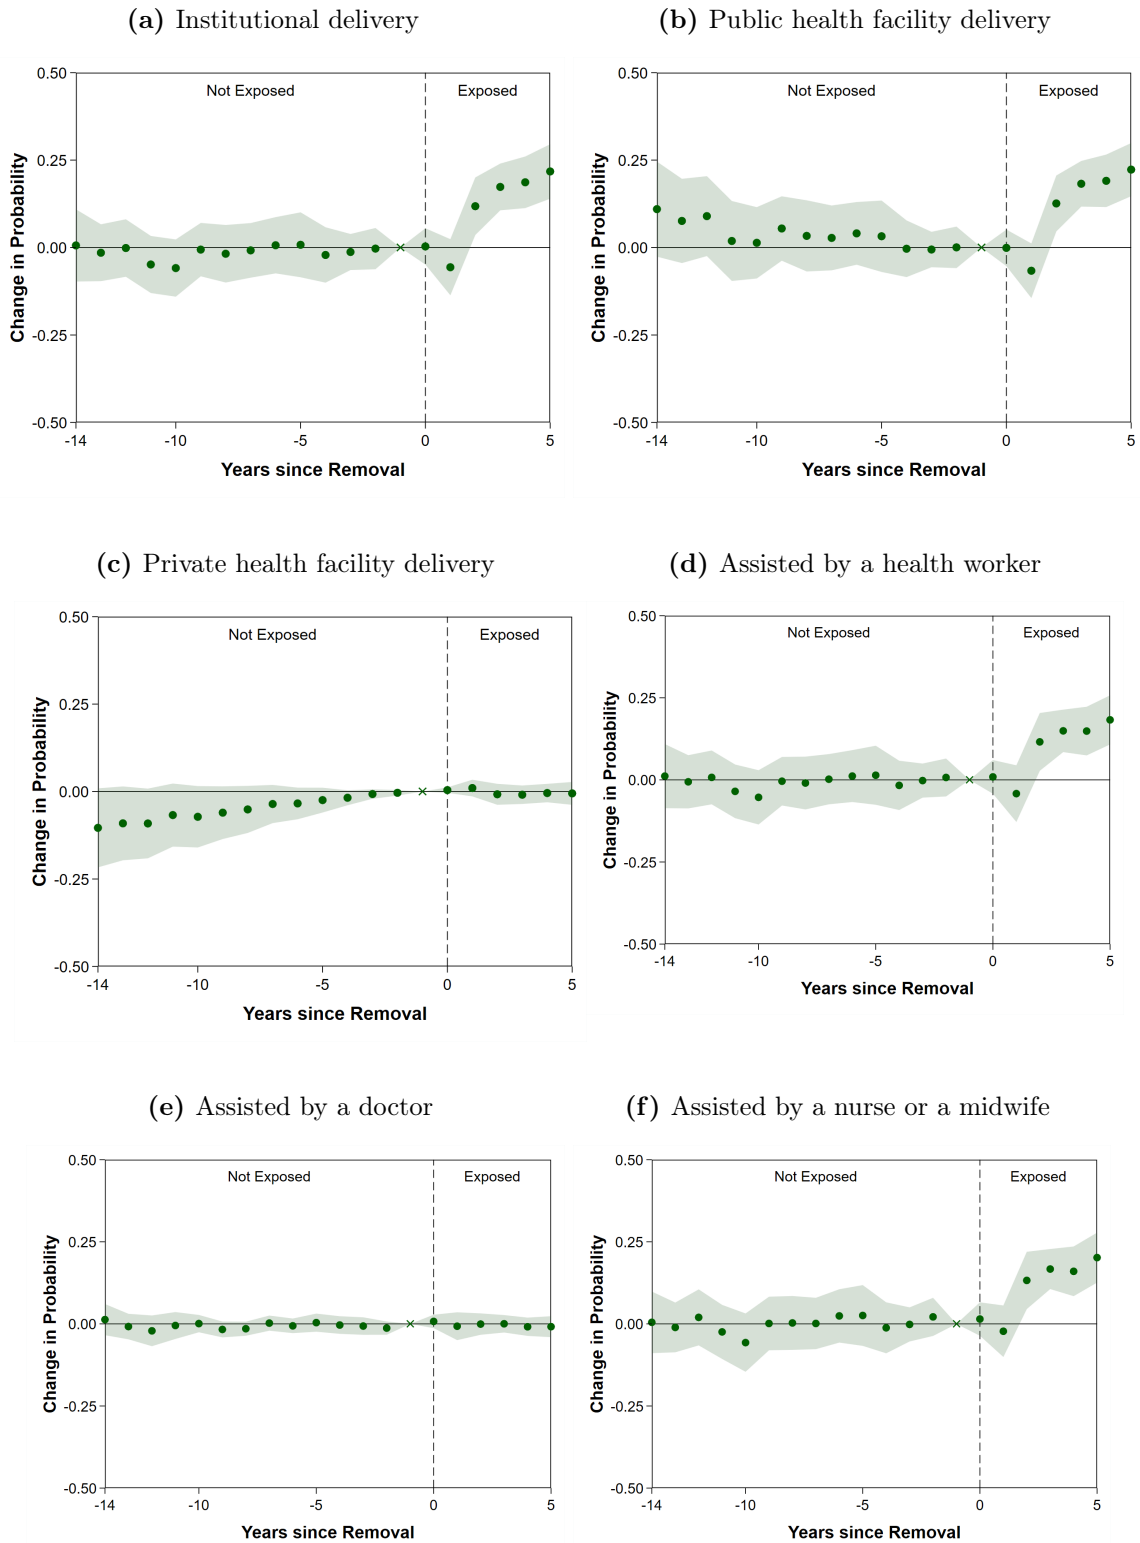 (a) Institutional delivery
0.50
Not Exposed
Exposed
0.25
0.00
-0.25
-0.50
Change in Probability
-14
-10
-5
0
5
Years since Removal
(b) Public health facility delivery
0.50
Not Exposed
Exposed
0.25
0.00
-0.25
-0.50
Change in Probability
-14
-10
-5
0
5
Years since Removal
(c) Private health facility delivery
0.50
Not Exposed
Exposed
0.25
0.00
-0.25
-0.50
Change in Probability
-14
-10
-5
0
5
Years since Removal
(d) Assisted by a health worker
0.50
Not Exposed
Exposed
0.25
0.00
-0.25
-0.50
Change in Probability
-14
-10
-5
0
5
Years since Removal
(e) Assisted by a doctor
0.50
Not Exposed
Exposed
0.25
0.00
-0.25
-0.50
Change in Probability
-14
-10
-5
0
5
Years since Removal
(f) Assisted by a nurse or a midwife
0.50
Not Exposed
Exposed
0.25
0.00
-0.25
-0.50
Change in Probability
-14
-10
-5
0
5
Years since Removal